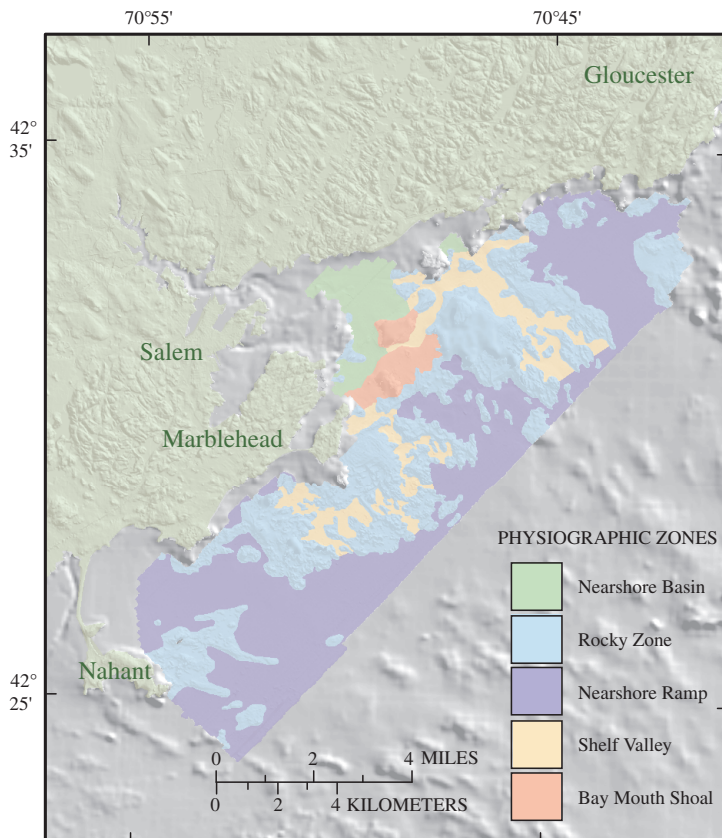 70°55'
70°45'
Gloucester
42°
35'
Salem
Marblehead
PHYSIOGRAPHIC ZONES
Nearshore Basin
Rocky Zone
Nahant
42°
25'
Nearshore Ramp
Shelf Valley
0 2 4 MILES
0 2 4 KILOMETERS
Bay Mouth Shoal